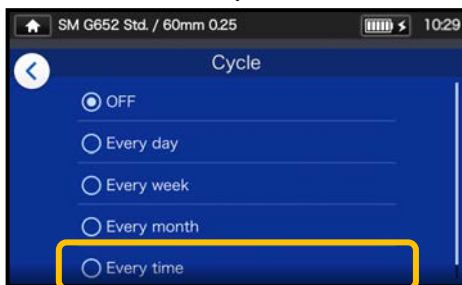 SM G652 Std. / 60mm 0.25 10:29
Cycle
OFF
Every day
Every week
Every month
Every time